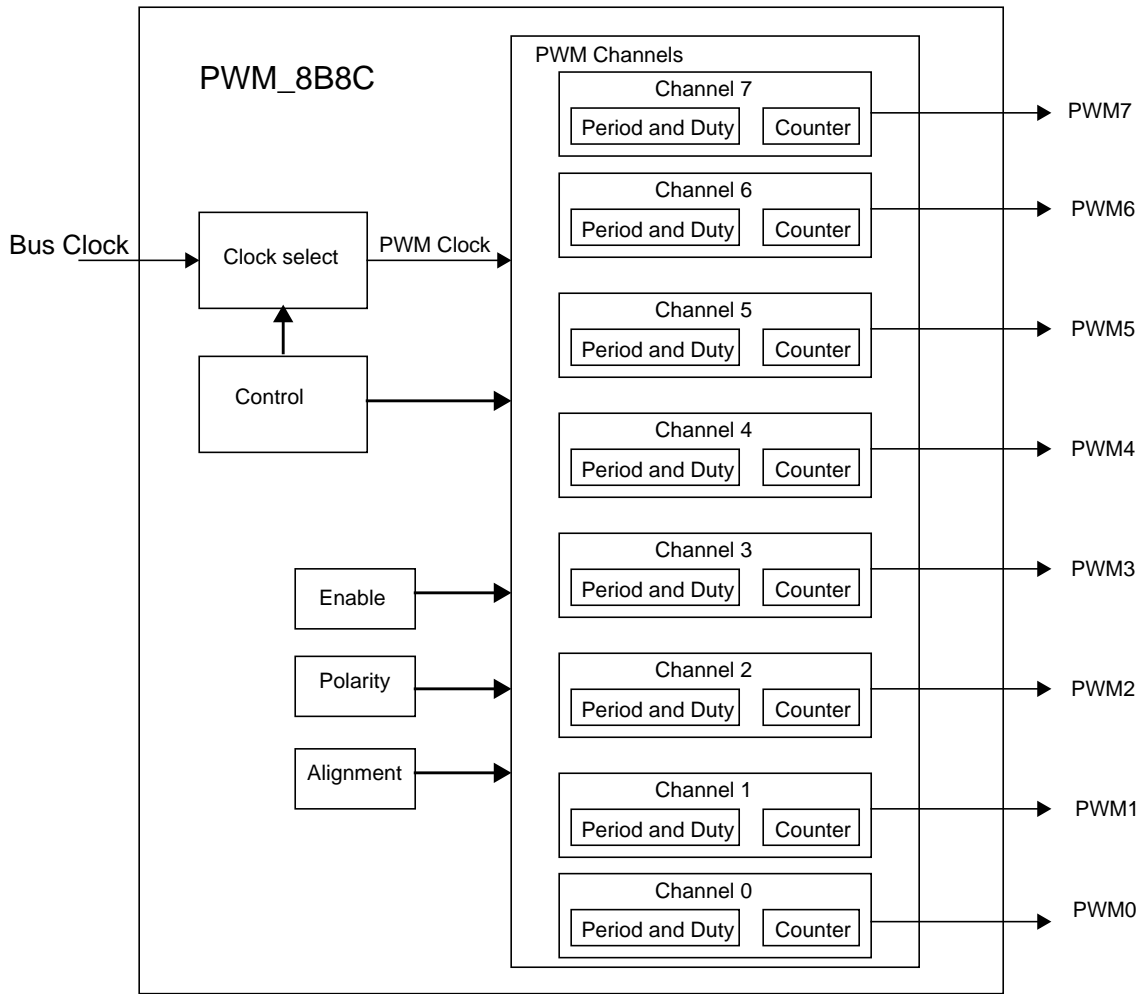 PWM_8B8C
Bus Clock
Clock select
PWM Clock
Control
Enable
Polarity
Alignment
PWM Channels
Channel 7
Period and Duty
Counter
PWM7
Channel 6
Period and Duty
Counter
PWM6
Channel 5
Period and Duty
Counter
PWM5
Channel 4
Period and Duty
Counter
PWM4
Channel 3
Period and Duty
Counter
PWM3
Channel 2
Period and Duty
Counter
PWM2
Channel 1
Period and Duty
Counter
PWM1
Channel 0
Period and Duty
Counter
PWM0